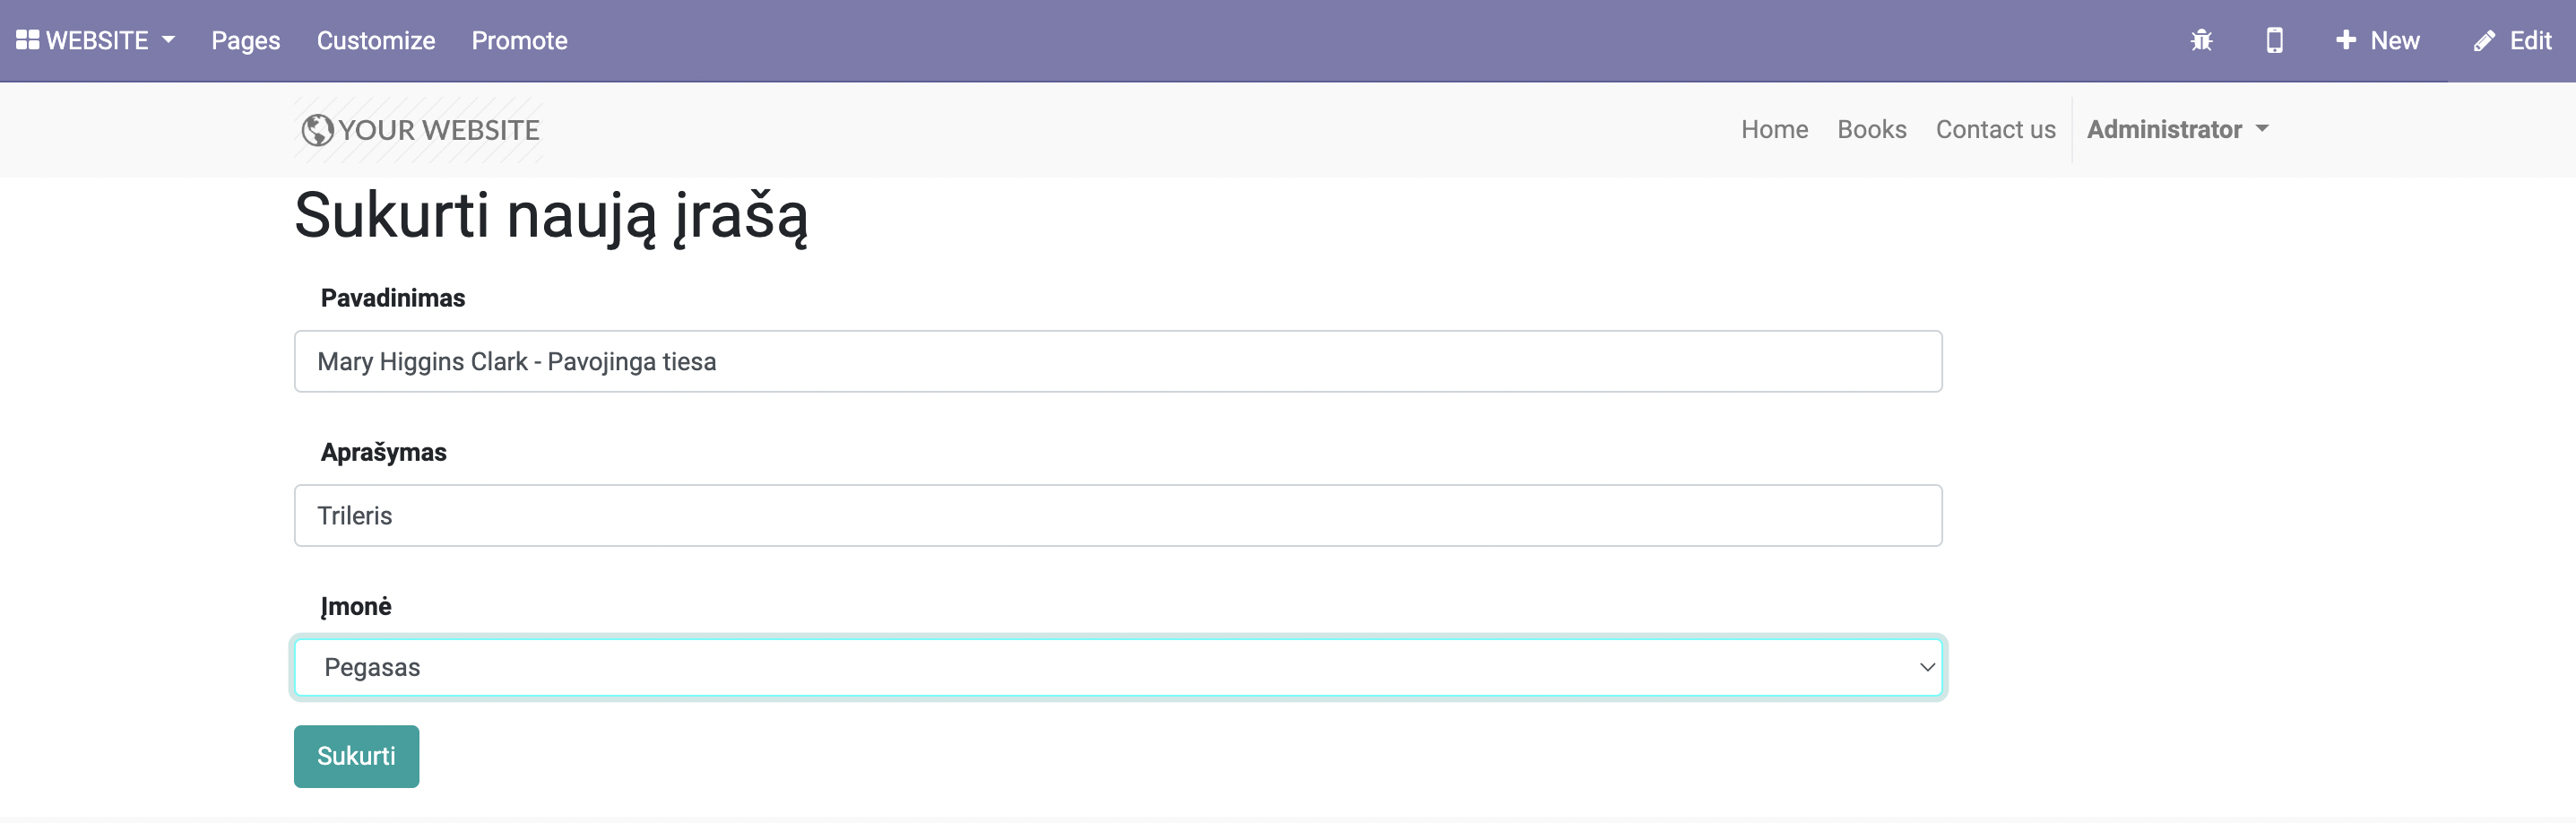 WEBSITE Pages Customize Promote New Edit
YOUR WEBSITE Home Books Contact us Administrator
Sukurti naują įrašą
Pavadinimas
Mary Higgins Clark - Pavojinga tiesa
Aprašymas
Trileris
Įmonė
Pegasas
Sukurti